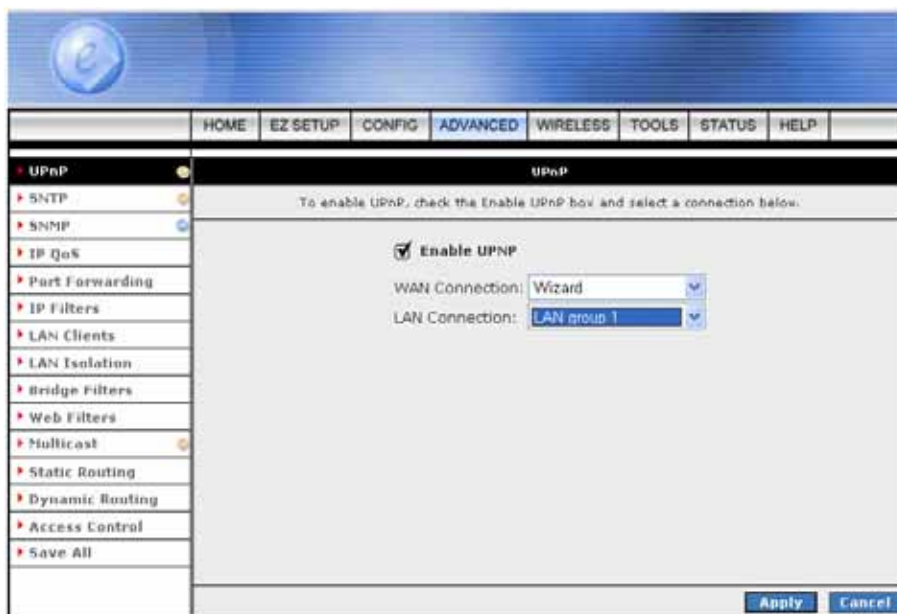 e
HOME EZ SETUP CONFIG ADVANCED WIRELESS TOOLS STATUS HELP
UPnP
SNTP
SNMP
IP QoS
Port Forwarding
IP Filters
LAN Clients
LAN Isolation
Bridge Filters
Web Filters
Multicast
Static Routing
Dynamic Routing
Access Control
Save All
UPnP
To enable UPnP, check the Enable UPnP box and select a connection below.
Enable UPNP
WAN Connection: Wizard
LAN Connection: LAN group 1
Apply Cancel